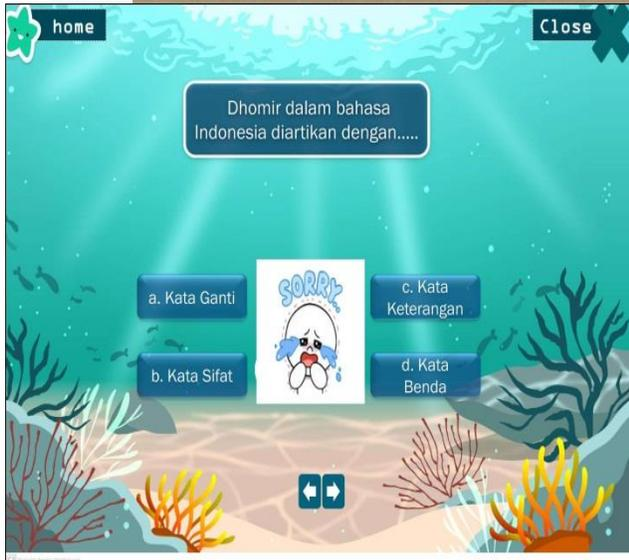 home
Close
Dhomir dalam bahasa
Indonesia diartikan dengan.....
SORRY..
a. Kata Ganti
c. Kata
Keterangan
b. Kata Sifat
d. Kata
Benda